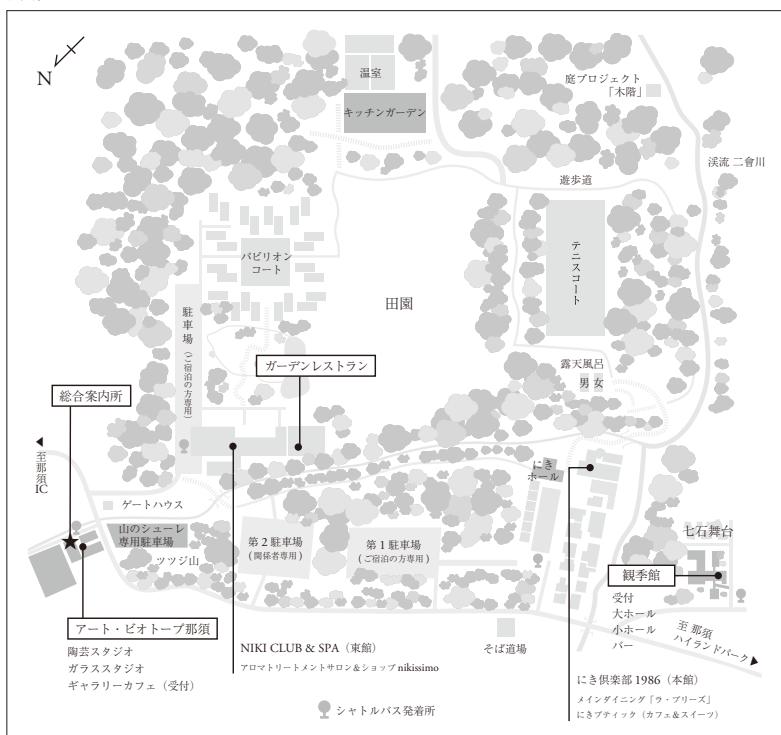 N
温室
キッチンガーデン
庭プロジェクト
「木階」
渓流 二會川
遊歩道
パビリオン
コート
テニスコート
田園
駐車場(ご宿泊の方専用)
ガーデンレストラン
露天風呂
男 女
総合案内所
至那須
IC
にき
ホール
ゲートハウス
山のシューレ
専用駐車場
ツツジ山
第2駐車場
(関係者専用)
第1駐車場
(ご宿泊の方専用)
七石舞台
観季館
受付
大ホール
小ホール
バー
至 那須
ハイランドパーク
アート・ビオトープ那須
陶芸スタジオ
ガラススタジオ
ギャラリーカフェ(受付)
NIKI CLUB & SPA(東館)
アロマトリートメントサロン&ショップ nikissimo
そば道場
にき倶楽部 1986(本館)
メインダイニング「ラ・ブリーズ」
にきブティック(カフェ&スイーツ)
シャトルバス発着所